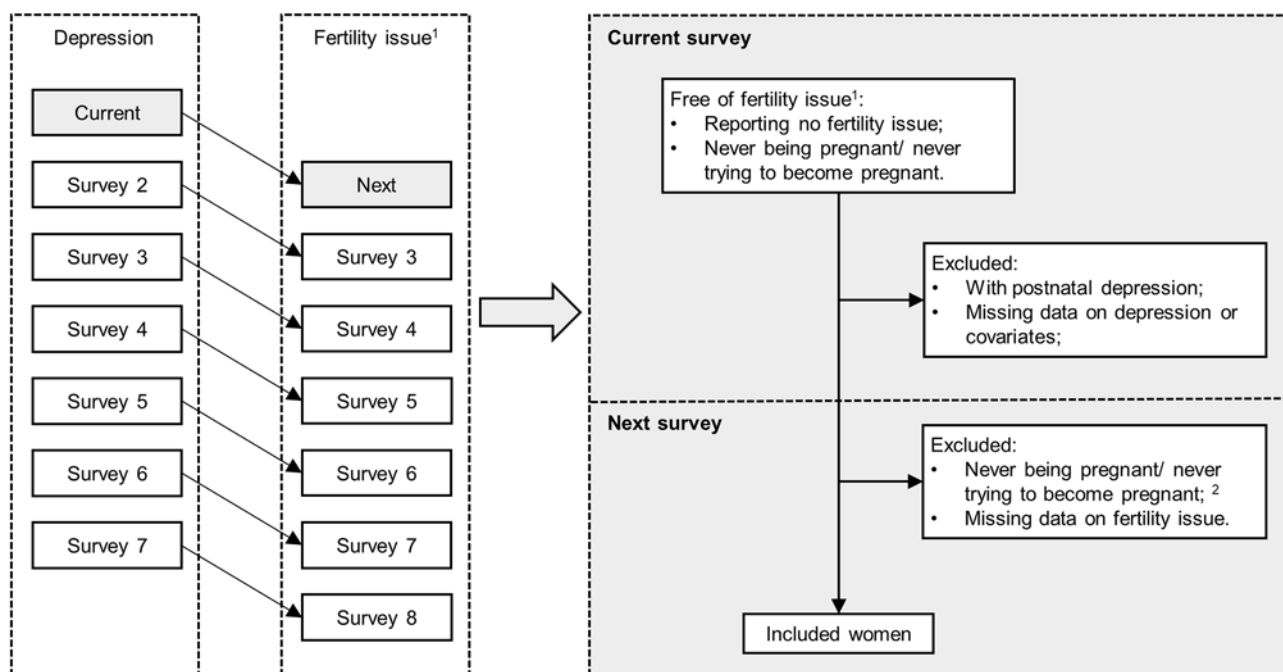 Depression
Current
Survey 2
Survey 3
Survey 4
Survey 5
Survey 6
Survey 7
Fertility issue¹
Next
Survey 3
Survey 4
Survey 5
Survey 6
Survey 7
Survey 8
Current survey
Free of fertility issue¹:
• Reporting no fertility issue;
• Never being pregnant/ never
trying to become pregnant.
Excluded:
• With postnatal depression;
• Missing data on depression or
covariates;
Next survey
Excluded:
• Never being pregnant/ never
trying to become pregnant; ²
• Missing data on fertility issue.
Included women